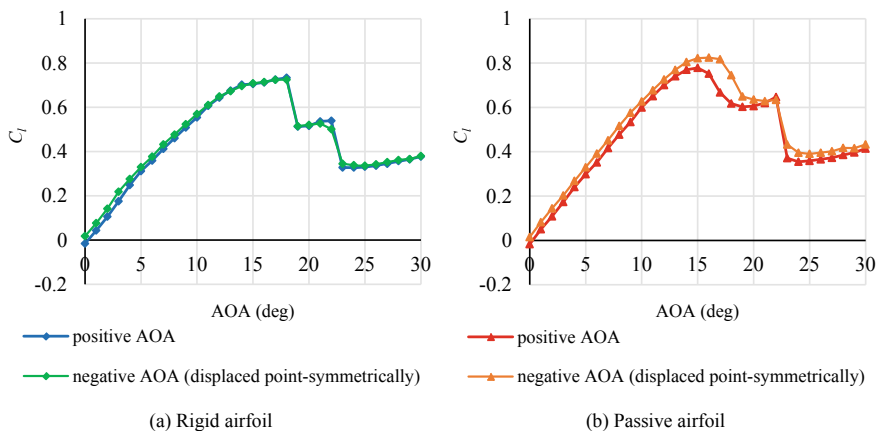 1
0.8
0.6
0.4
0.2
0
-0.2
C_l
0 5 10 15 20 25 30
AOA (deg)
positive AOA
negative AOA (displaced point-symmetrically)
(a) Rigid airfoil
1
0.8
0.6
0.4
0.2
0
-0.2
C_l
0 5 10 15 20 25 30
AOA (deg)
positive AOA
negative AOA (displaced point-symmetrically)
(b) Passive airfoil